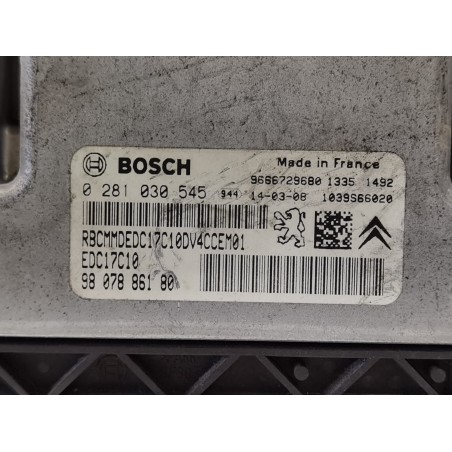 BOSCH
Made in France
9666729680 1335 1492
0 281 030 545 944 14-03-08 1039S66020
RBCMMDEDC17C10DV4CCEM01
EDC17C10
98 078 861 80